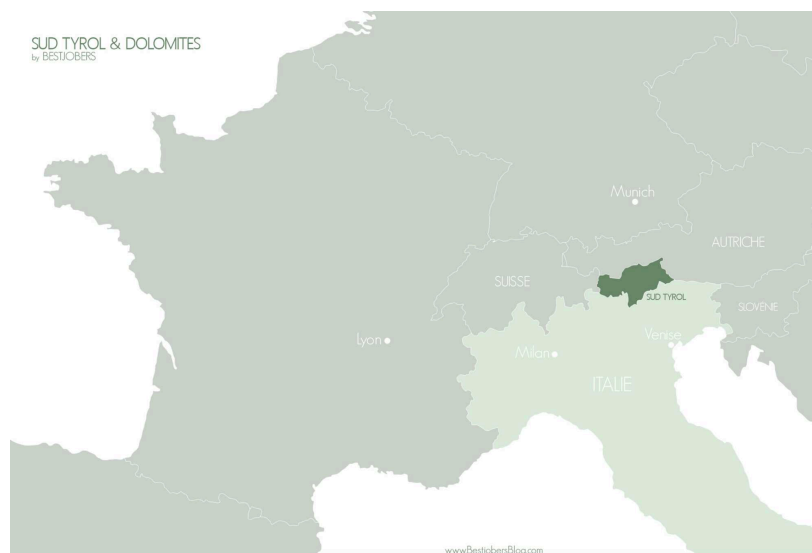 SUD TYROL & DOLOMITES
by BESTJOBERS
Munich
AUTRICHE
SUISSE
SUD TYROL
SLOVENIE
Lyon
Milan
Venise
ITALIE
www.BestjobersBlog.com